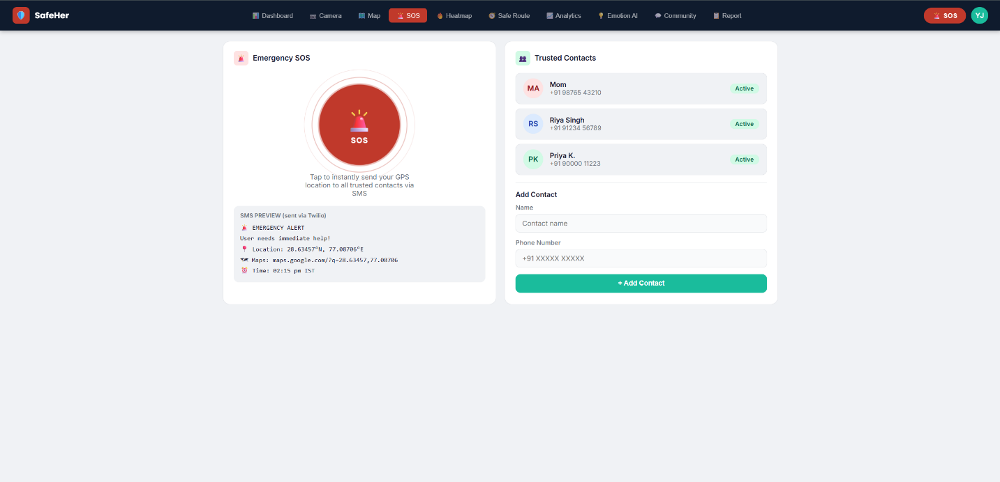 SafeHer
Dashboard
Camera
Map
SOS
Heatmap
Safe Route
Analytics
Emotion AI
Community
Report
SOS
YJ
Emergency SOS
SOS
Tap to instantly send your GPS
location to all trusted contacts via
SMS
SMS PREVIEW (sent via Twilio)
🚨 EMERGENCY ALERT
User needs immediate help!
📍 Location: 28.63457°N, 77.08706°E
🗺 Maps: maps.google.com/?q=28.63457,77.08706
⏰ Time: 02:15 pm IST
Trusted Contacts
MA
Mom
+91 98765 43210
Active
RS
Riya Singh
+91 91234 56789
Active
PK
Priya K.
+91 90000 11223
Active
Add Contact
Name
Contact name
Phone Number
+91 XXXXX XXXXX
+ Add Contact